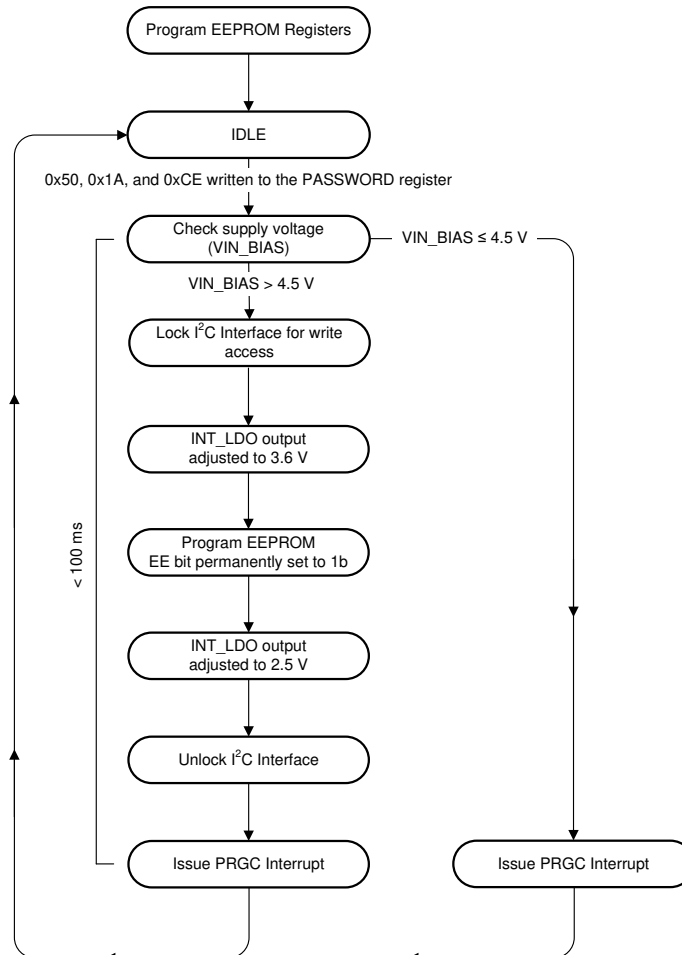 Program EEPROM Registers
IDLE
0x50, 0x1A, and 0xCE written to the PASSWORD register
Check supply voltage
(VIN_BIAS)
VIN_BIAS ≤ 4.5 V
VIN_BIAS > 4.5 V
Lock I²C Interface for write
access
INT_LDO output
adjusted to 3.6 V
Program EEPROM
EE bit permanently set to 1b
< 100 ms
INT_LDO output
adjusted to 2.5 V
Unlock I²C Interface
Issue PRGC Interrupt
Issue PRGC Interrupt